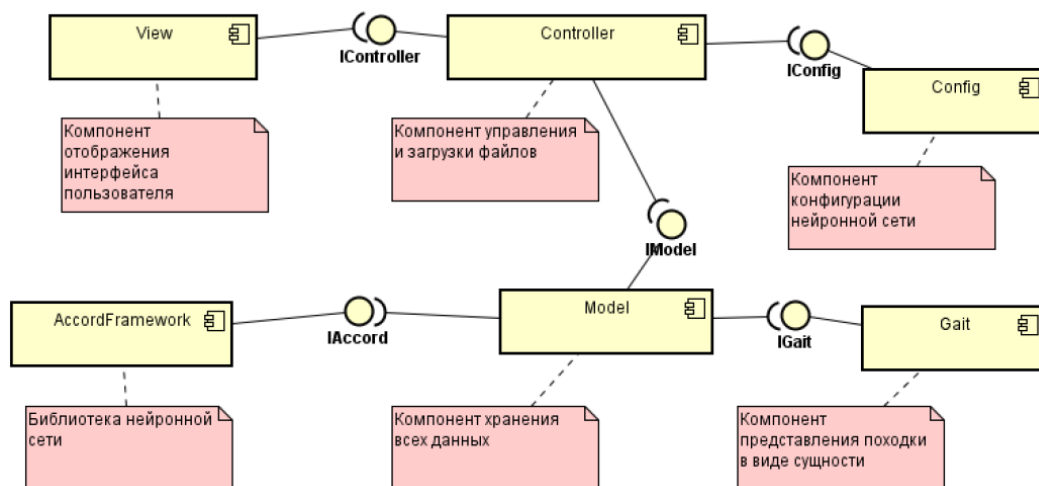 View
IController
Controller
IConfig
Config
Компонент
отображения
интерфейса
пользователя
Компонент управления
и загрузки файлов
Компонент
конфигурации
нейронной сети
IModel
AccordFramework
IAccord
Model
IGait
Gait
Библиотека нейронной
сети
Компонент хранения
всех данных
Компонент
представления походки
в виде сущности